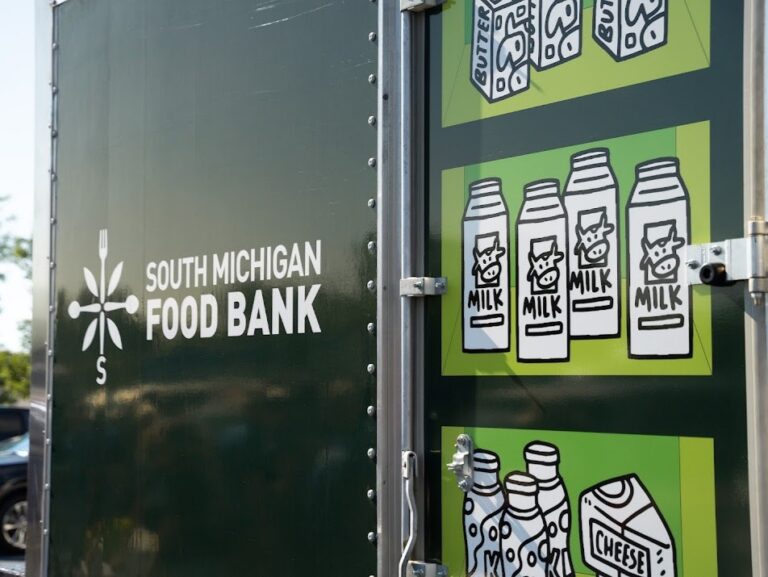 SOUTH MICHIGAN
FOOD BANK
S
BUTTER
BUTTER
MILK
MILK
MILK
MILK
CHEESE